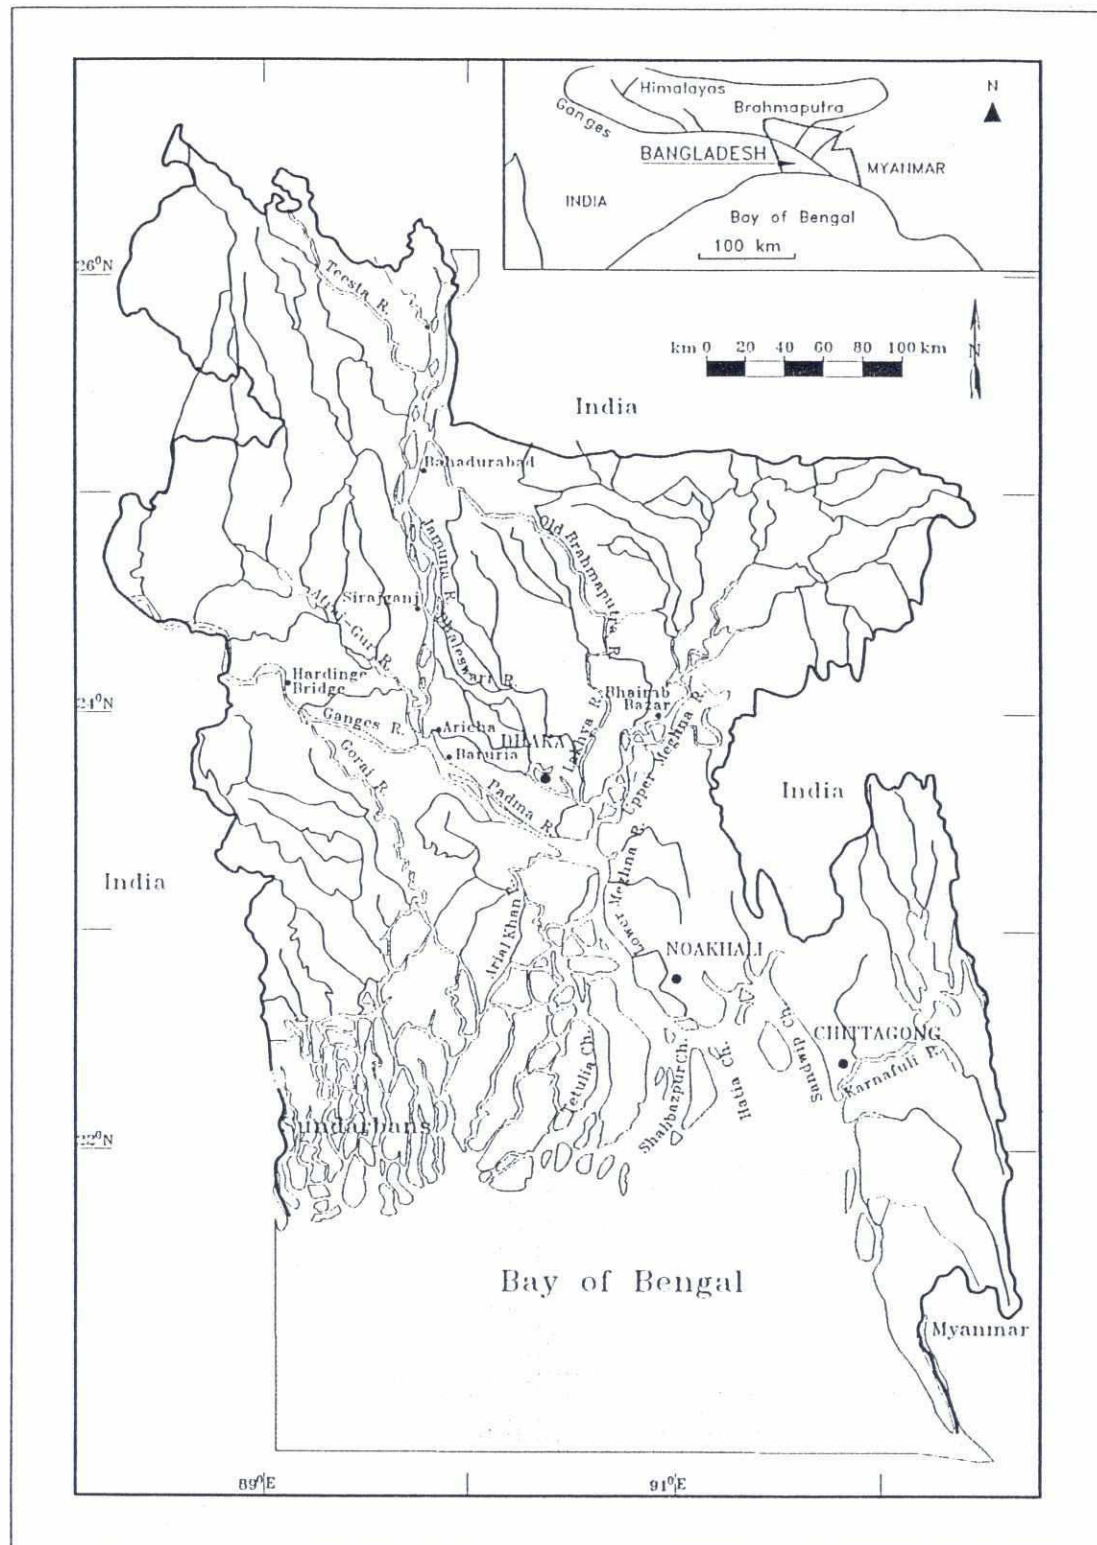 Himalayas
N
Ganges
Brahmaputra
BANGLADESH
MYANMAR
INDIA
Bay of Bengal
100 km
26°N
Teesta R.
km 0 20 40 60 80 100 km
N
India
Bahadurabad
Jamuna R.
Old Brahmaputra R.
Sirajganj
Dhaleswari R.
Hardinge
Bridge
24°N
Ganges R.
Gorai R.
Aricha
Baruria
DHAKA
Lakhya R.
Bhairab
Bazar
Upper Meghna R.
Padma R.
India
India
Lower Meghna R.
Arial Khan R.
NOAKHALI
CHITTAGONG
Karnafuli R.
Sandwip Ch.
Hatia Ch.
Shahbazpur Ch.
Tetulia Ch.
Sundarbans
22°N
Bay of Bengal
Myanmar
89°E
91°E